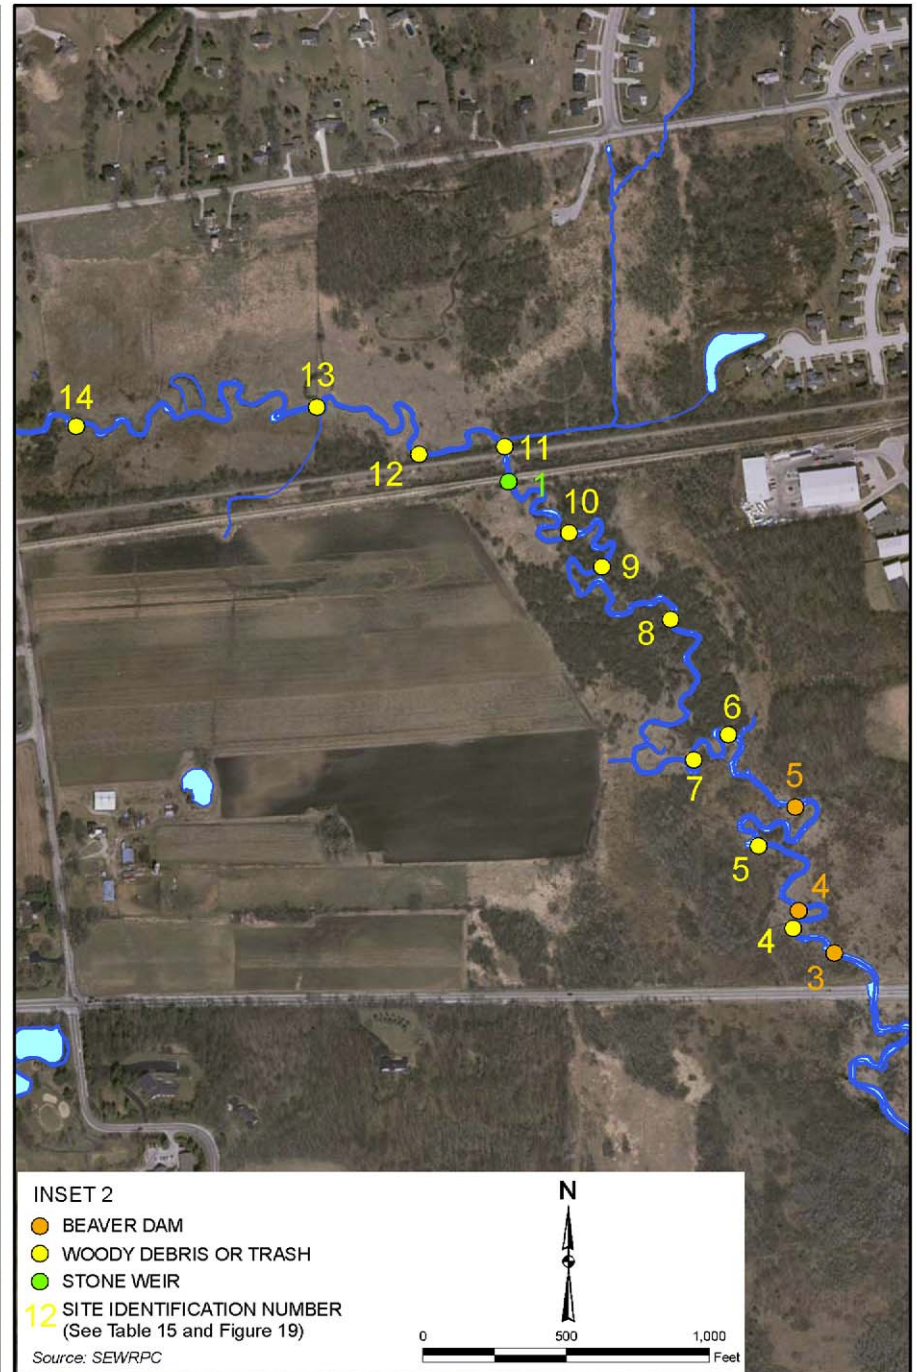 14
13
12
11
1
10
9
8
6
7
5
5
4
4
3
INSET 2
BEAVER DAM
WOODY DEBRIS OR TRASH
STONE WEIR
12 SITE IDENTIFICATION NUMBER
(See Table 15 and Figure 19)
Source: SEWRPC
N
0 500 1,000
Feet